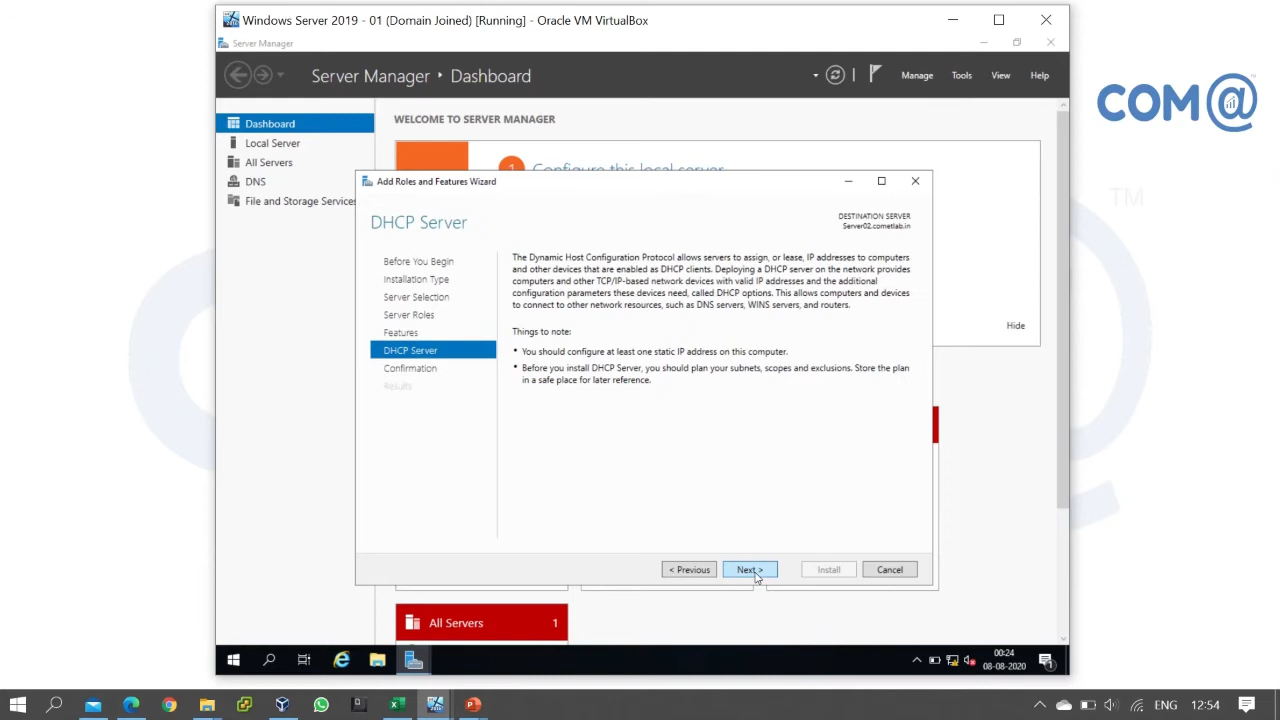 Windows Server 2019 - 01 (Domain Joined) [Running] - Oracle VM VirtualBox
Server Manager
Server Manager • Dashboard
Manage Tools View Help
COM@
TM
Dashboard
Local Server
All Servers
DNS
File and Storage Services
WELCOME TO SERVER MANAGER
1 Configure this local server
Add Roles and Features Wizard
DHCP Server
DESTINATION SERVER
Server02.cometlab.in
Before You Begin
Installation Type
Server Selection
Server Roles
Features
DHCP Server
Confirmation
Results
The Dynamic Host Configuration Protocol allows servers to assign, or lease, IP addresses to computers
and other devices that are enabled as DHCP clients. Deploying a DHCP server on the network provides
computers and other TCP/IP-based network devices with valid IP addresses and the additional
configuration parameters these devices need, called DHCP options. This allows computers and devices
to connect to other network resources, such as DNS servers, WINS servers, and routers.
Things to note:
• You should configure at least one static IP address on this computer.
• Before you install DHCP Server, you should plan your subnets, scopes and exclusions. Store the plan
in a safe place for later reference.
Hide
< Previous Next > Install Cancel
All Servers 1
00:24
08-08-2020
1
ENG 12:54